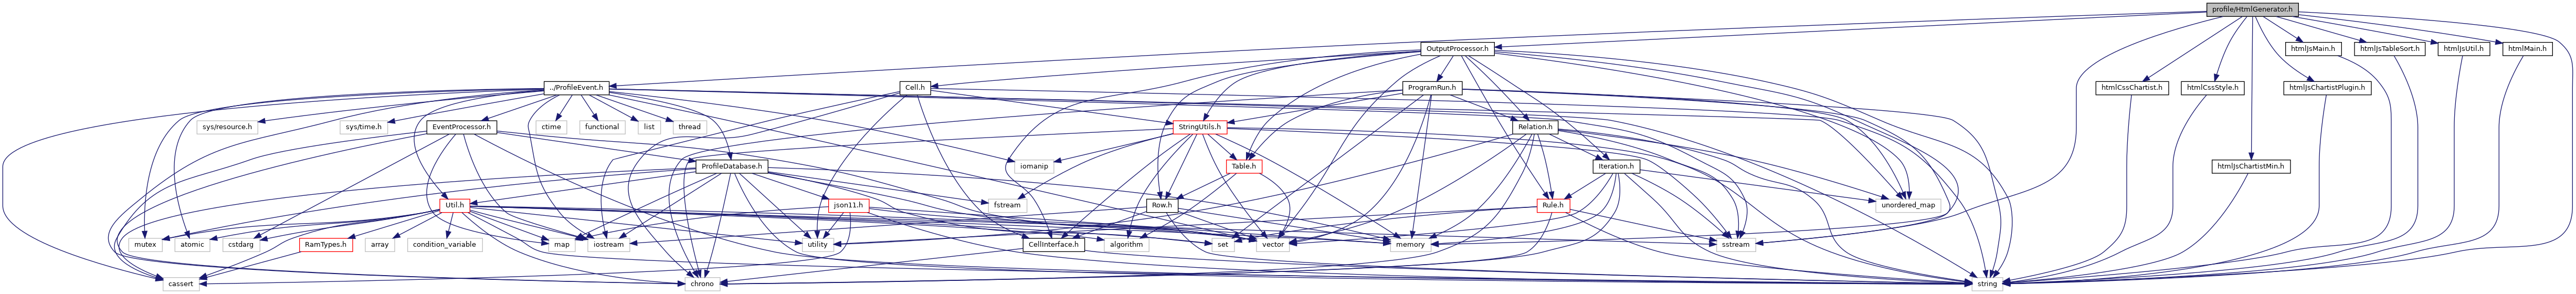 profile/HtmlGenerator.h
OutputProcessor.h
htmlJsMain.h
htmlJsTableSort.h
htmlJsUtil.h
htmlMain.h
../ProfileEvent.h
Cell.h
ProgramRun.h
htmlCssChartist.h
htmlCssStyle.h
htmlJsChartistPlugin.h
sys/resource.h
sys/time.h
EventProcessor.h
ctime
functional
list
thread
StringUtils.h
Relation.h
ProfileDatabase.h
iomanip
Table.h
Iteration.h
htmlJsChartistMin.h
Util.h
json11.h
fstream
Row.h
Rule.h
unordered_map
mutex
atomic
cstdarg
RamTypes.h
array
condition_variable
map
iostream
utility
CellInterface.h
algorithm
set
vector
memory
sstream
cassert
chrono
string